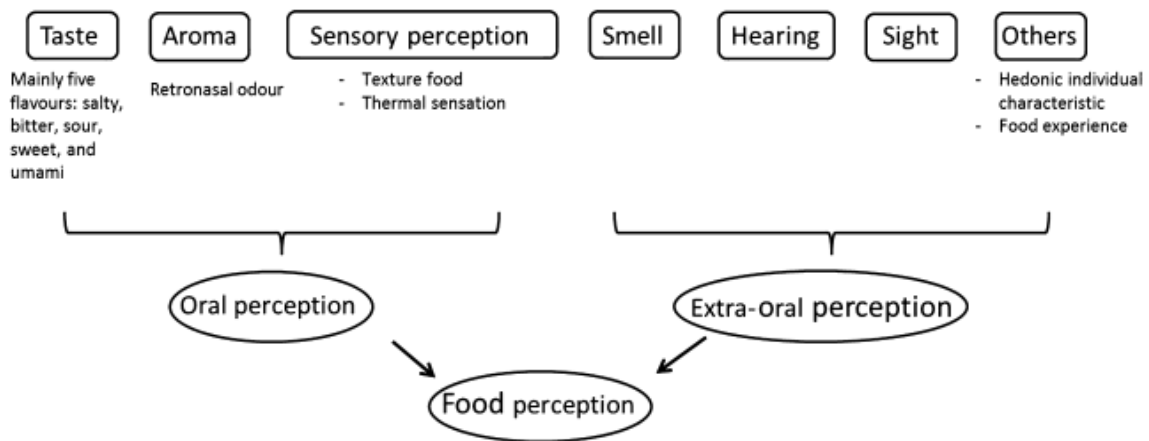 Taste
Aroma
Sensory perception
Smell
Hearing
Sight
Others
Mainly five
flavours: salty,
bitter, sour,
sweet, and
umami
Retronasal odour
- Texture food
- Thermal sensation
- Hedonic individual
characteristic
- Food experience
Oral perception
Extra-oral perception
Food perception